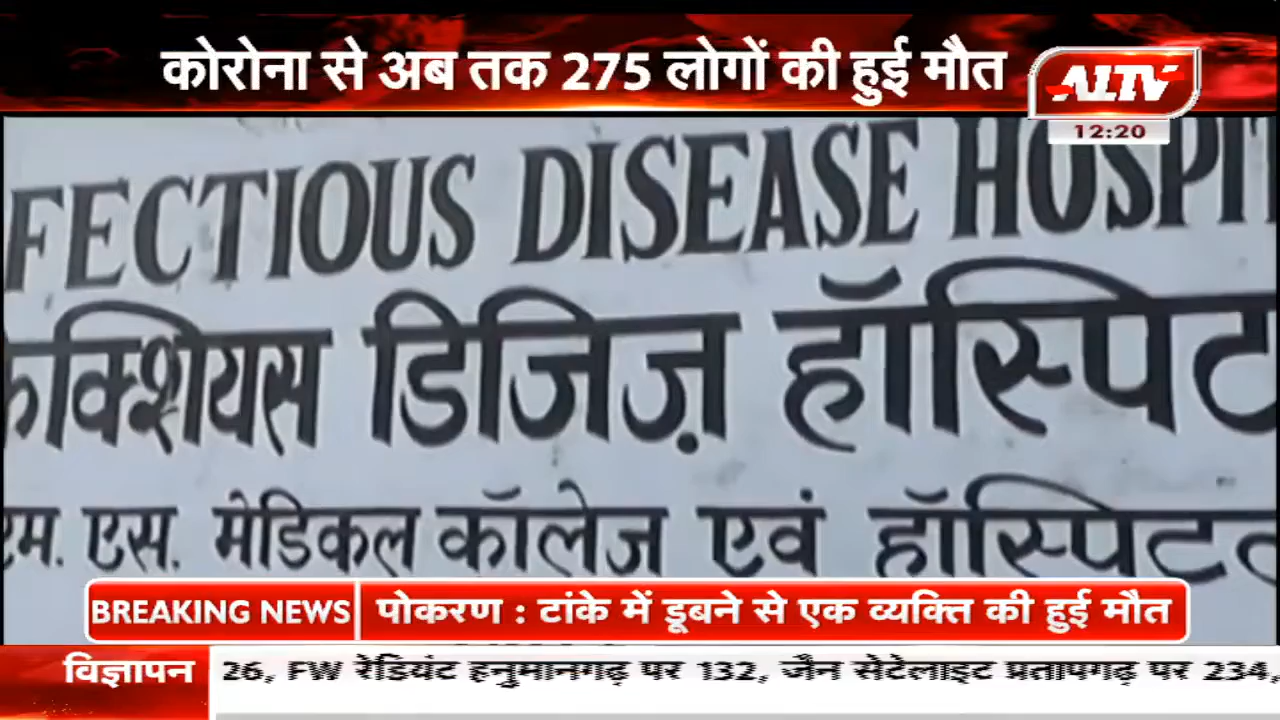 कोरोना से अब तक 275 लोगों की हुई मौत
ALTV
12:20
FECTIOUS DISEASE HOSPIT
क्शियस डिजिज़ हॉस्पिट
एम. एस. मेडिकल कॉलेज एवं हॉस्पिटल
BREAKING NEWS पोकरण : टांके में डूबने से एक व्यक्ति की हुई मौत
विज्ञापन 26, FW रेडियंट हनुमानगढ़ पर 132, जैन सेटेलाइट प्रतापगढ़ पर 234,